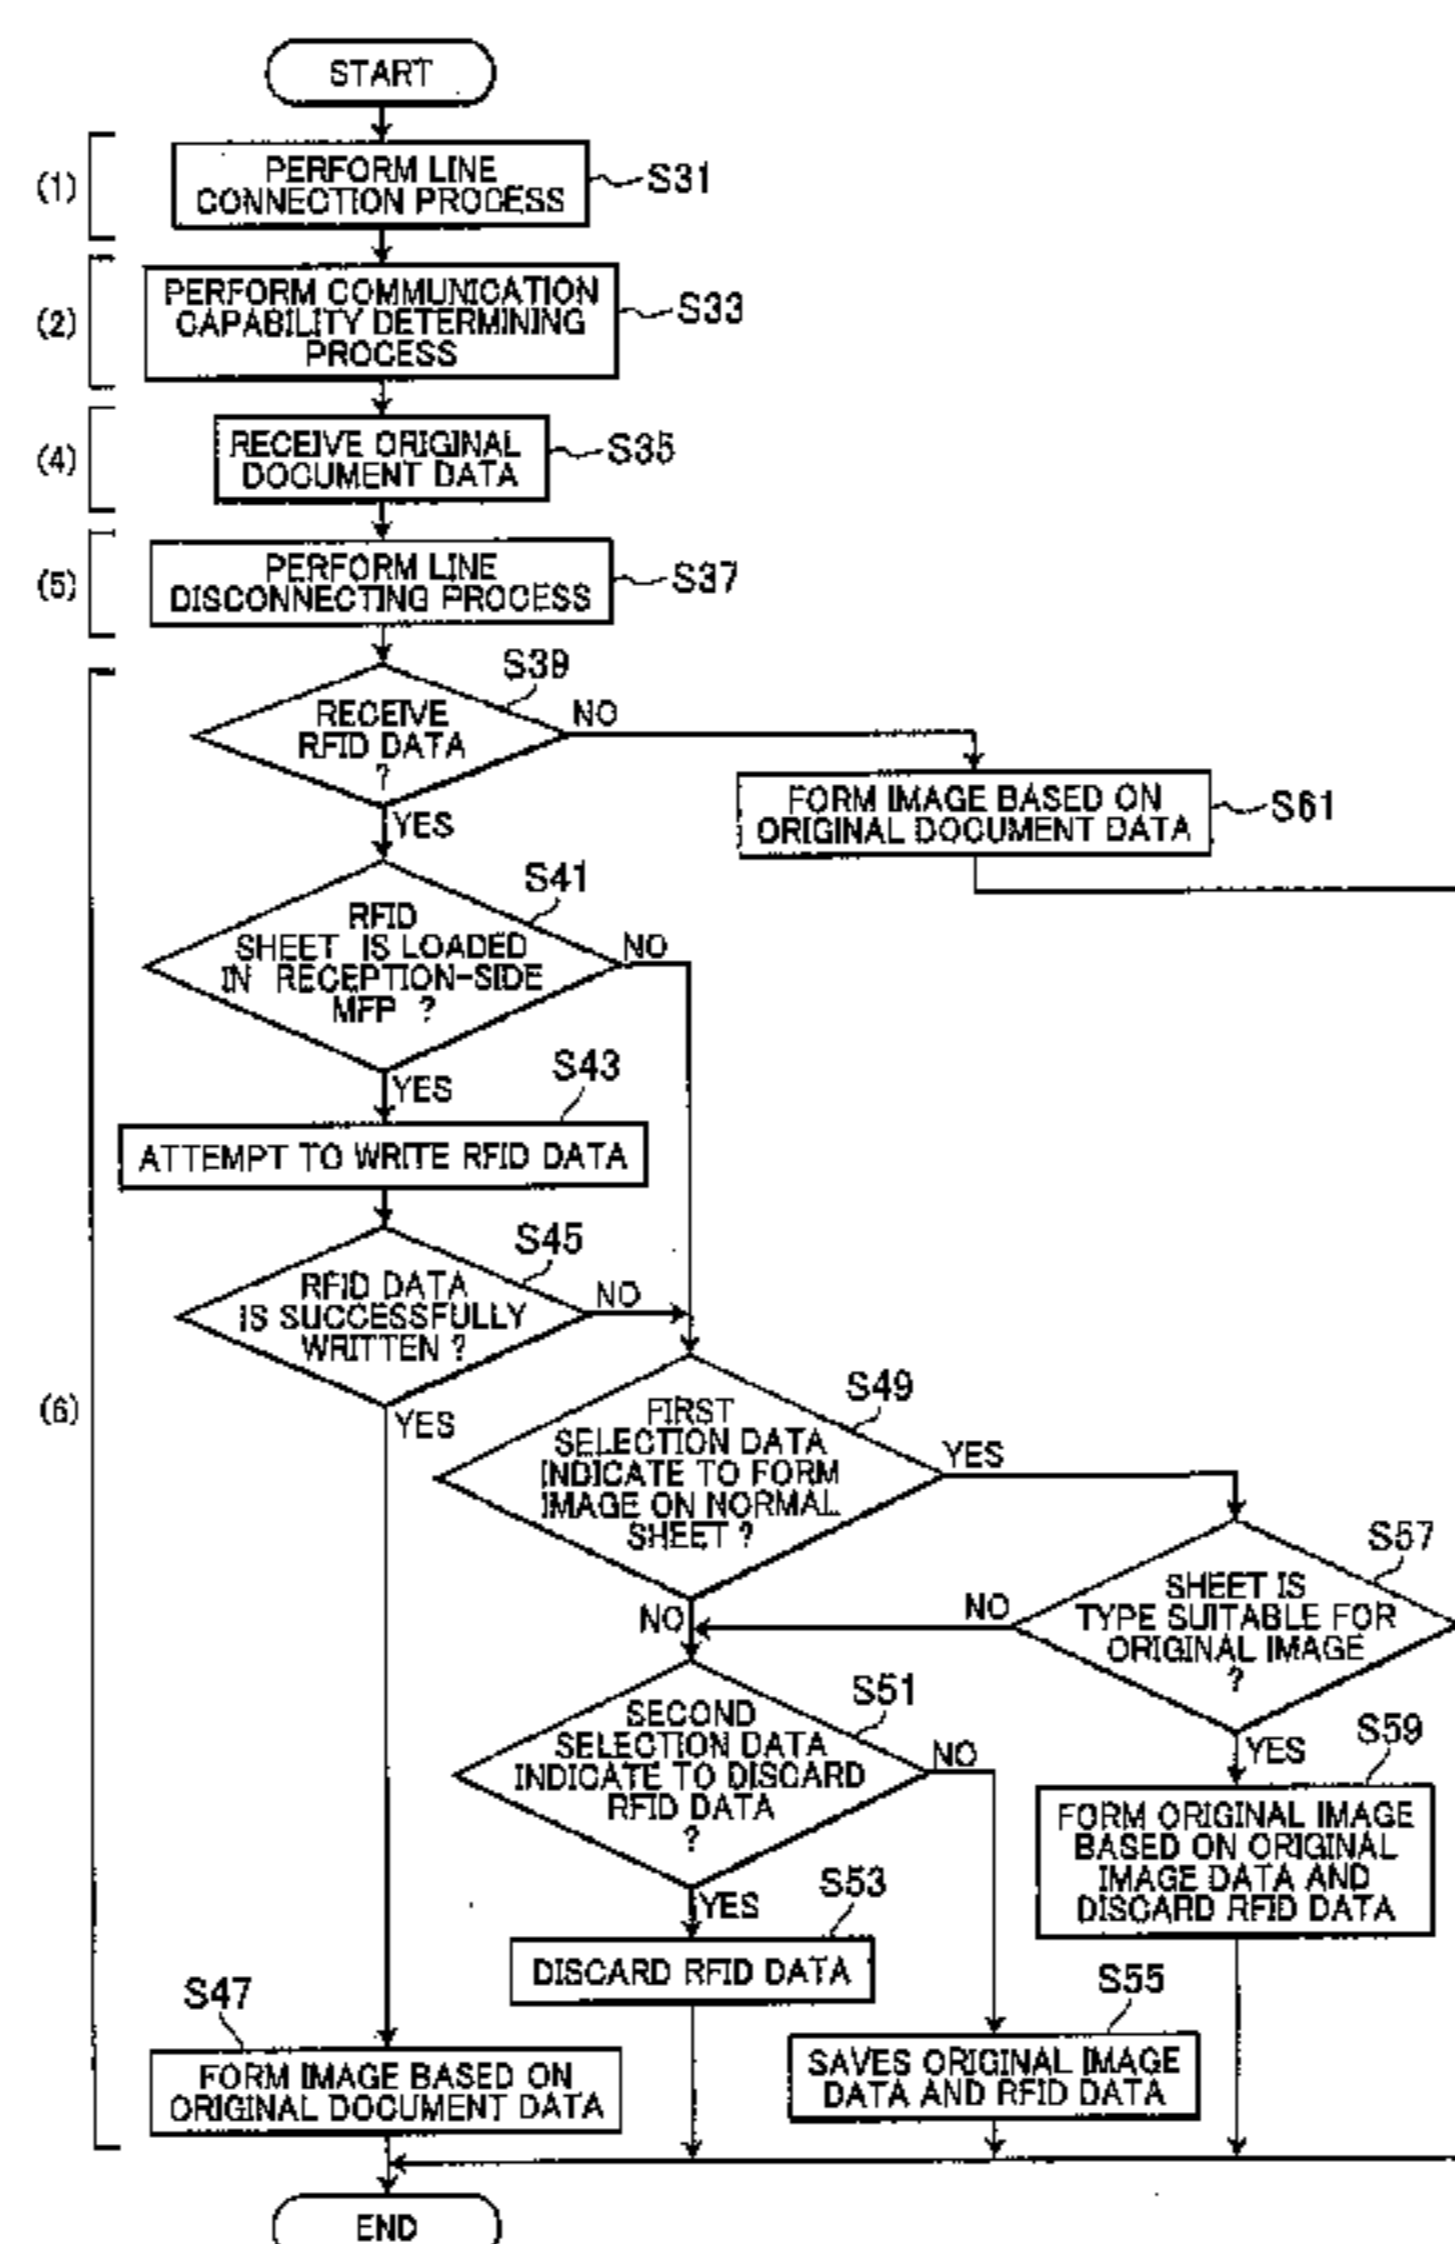 START
(1)
PERFORM LINE
CONNECTION PROCESS
S31
(2)
PERFORM COMMUNICATION
CAPABILITY DETERMINING
PROCESS
S33
(4)
RECEIVE ORIGINAL
DOCUMENT DATA
S35
(5)
PERFORM LINE
DISCONNECTING PROCESS
S37
(6)
S39
RECEIVE
RFID DATA
?
NO
YES
FORM IMAGE BASED ON
ORIGINAL DOCUMENT DATA
S61
S41
RFID
SHEET IS LOADED
IN RECEPTION-SIDE
MFP ?
NO
YES
S43
ATTEMPT TO WRITE RFID DATA
S45
RFID DATA
IS SUCCESSFULLY
WRITTEN ?
NO
YES
S49
FIRST
SELECTION DATA
INDICATE TO FORM
IMAGE ON NORMAL
SHEET ?
YES
NO
S57
SHEET IS
TYPE SUITABLE FOR
ORIGINAL IMAGE
?
NO
YES
S51
SECOND
SELECTION DATA
INDICATE TO DISCARD
RFID DATA
?
NO
YES
S59
FORM ORIGINAL IMAGE
BASED ON ORIGINAL
IMAGE DATA AND
DISCARD RFID DATA
S53
DISCARD RFID DATA
S55
SAVES ORIGINAL IMAGE
DATA AND RFID DATA
S47
FORM IMAGE BASED ON
ORIGINAL DOCUMENT DATA
END